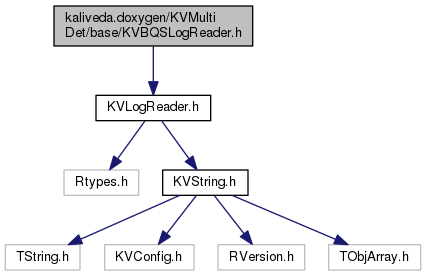 kaliveda.doxygen/KVMulti
Det/base/KVBQSLogReader.h
KVLogReader.h
Rtypes.h
KVString.h
TString.h
KVConfig.h
RVersion.h
TObjArray.h